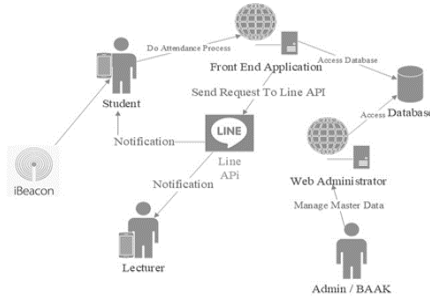 Do Attendance Process
Front End Application
Access Database
Student
Send Request To Line API
Database
Access
Notification
LINE
Line
APi
iBeacon
Notification
Web Administrator
Manage Master Data
Lecturer
Admin / BAAK